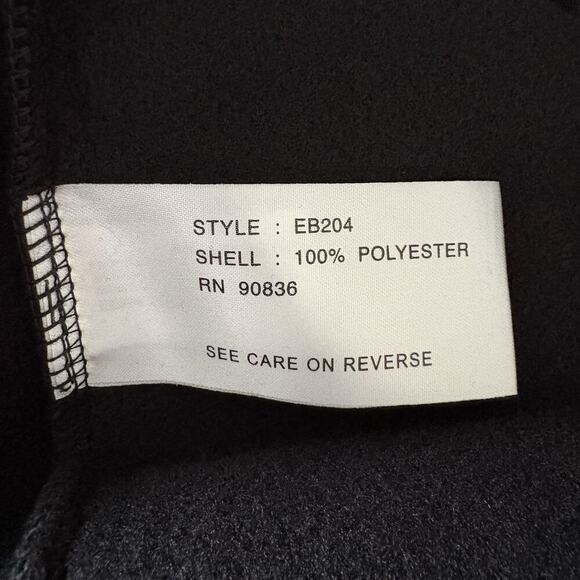 STYLE : EB204
SHELL : 100% POLYESTER
RN 90836
SEE CARE ON REVERSE